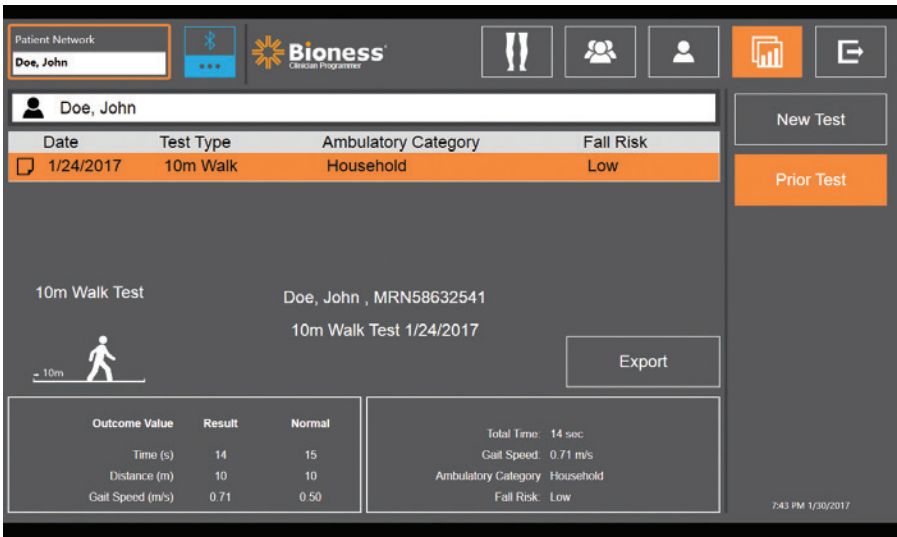 Patient Network
Doe, John
Bioness
Clinician Programmer
Doe, John
New Test
Date Test Type Ambulatory Category Fall Risk
1/24/2017 10m Walk Household Low
Prior Test
10m Walk Test
Doe, John , MRN58632541
10m Walk Test 1/24/2017
10m
Export
Outcome Value Result Normal
Time (s) 14 15
Distance (m) 10 10
Gait Speed (m/s) 0.71 0.50
Total Time: 14 sec
Gait Speed: 0.71 m/s
Ambulatory Category Household
Fall Risk: Low
7:43 PM 1/30/2017